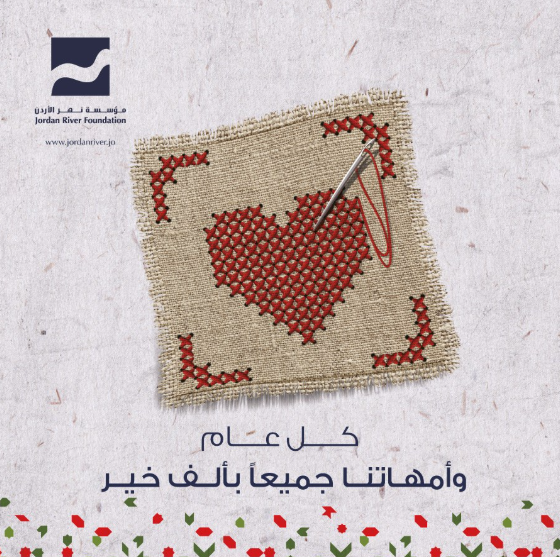 مؤسسة نهر الأردن
Jordan River Foundation
www.jordanriver.jo
كل عام
وأمهاتنا جميعاً بألف خير